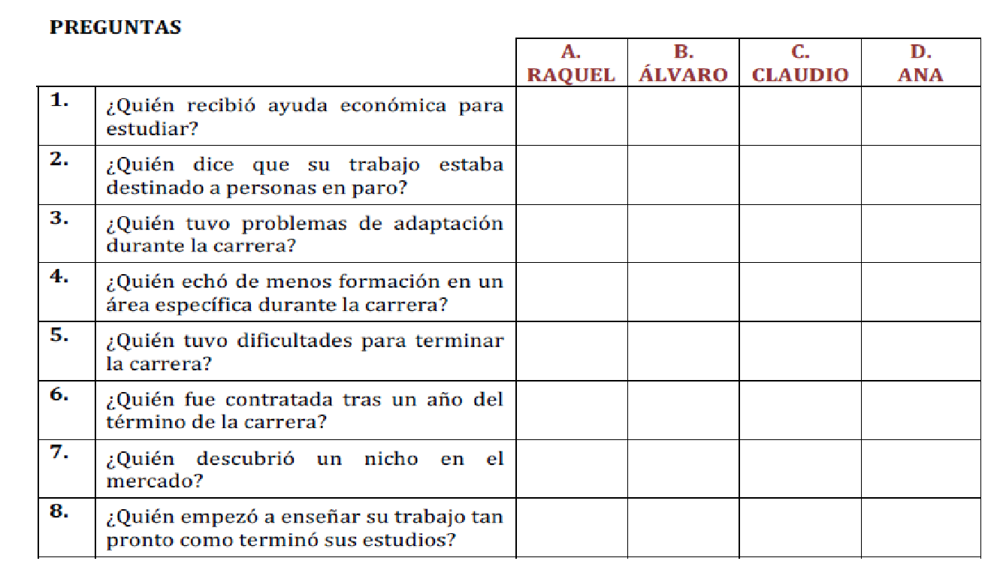 PREGUNTAS
A. B. C. D.
RAQUEL ÁLVARO CLAUDIO ANA
1. ¿Quién recibió ayuda económica para
estudiar?
2. ¿Quién dice que su trabajo estaba
destinado a personas en paro?
3. ¿Quién tuvo problemas de adaptación
durante la carrera?
4. ¿Quién echó de menos formación en un
área específica durante la carrera?
5. ¿Quién tuvo dificultades para terminar
la carrera?
6. ¿Quién fue contratada tras un año del
término de la carrera?
7. ¿Quién descubrió un nicho en el
mercado?
8. ¿Quién empezó a enseñar su trabajo tan
pronto como terminó sus estudios?